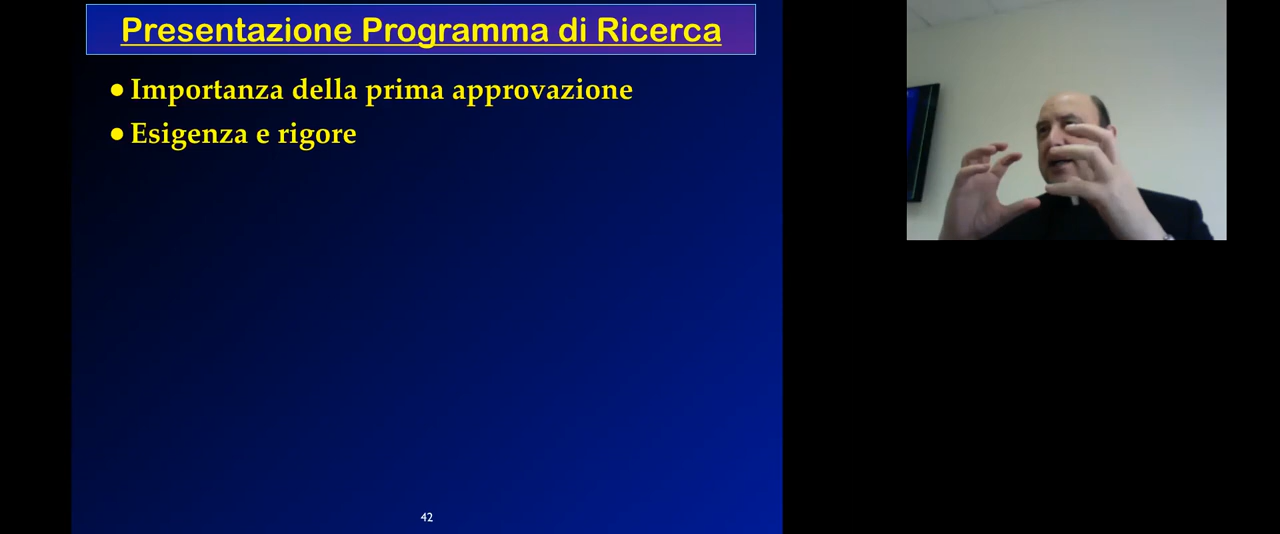 Presentazione Programma di Ricerca
● Importanza della prima approvazione
● Esigenza e rigore
42